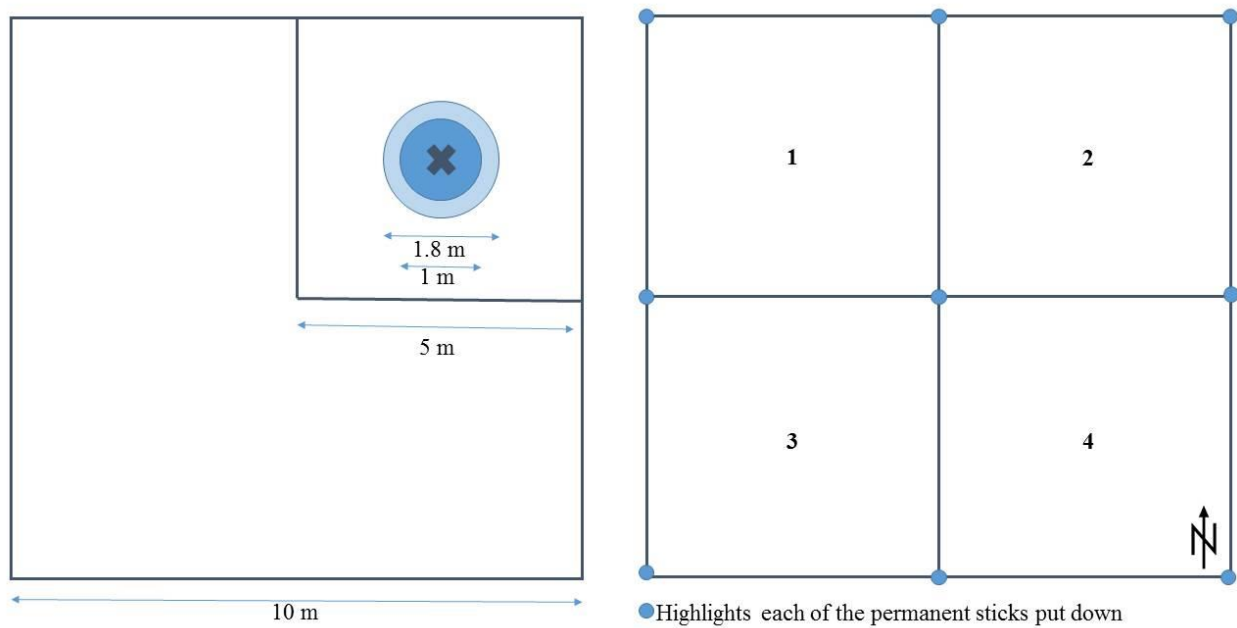 1.8 m
1 m
5 m
10 m
1
2
3
4
N
Highlights each of the permanent sticks put down